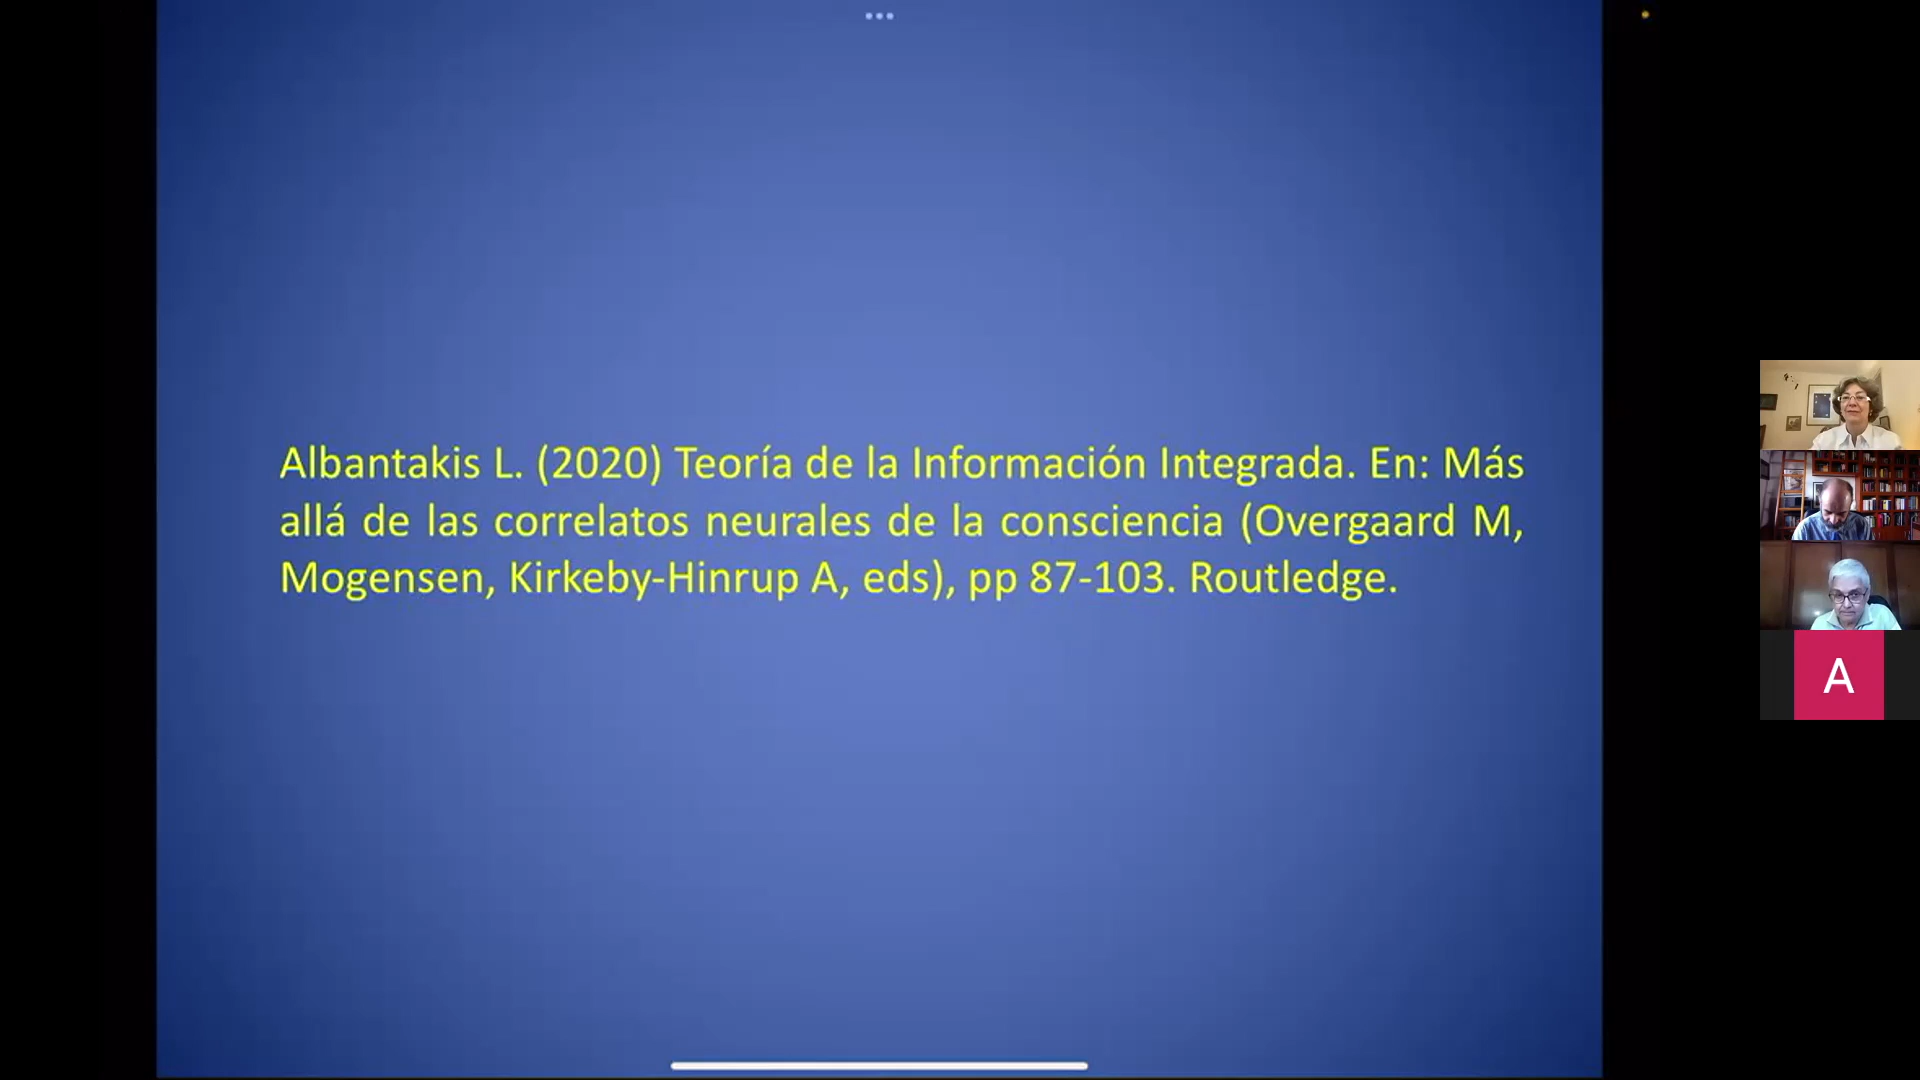 Albantakis L. (2020) Teoría de la Información Integrada. En: Más
allá de las correlatos neurales de la consciencia (Overgaard M,
Mogensen, Kirkeby-Hinrup A, eds), pp 87-103. Routledge.
A